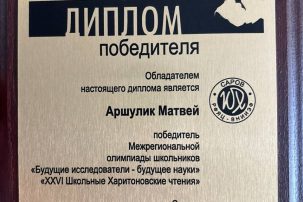 ДИПЛОМ
победителя
Обладателем
настоящего диплома является
Аршулик Матвей
САРОВ
победитель
Межрегиональной
олимпиады школьников
«Будущие исследователи - будущее науки»
«XXVI Школьные Харитоновские чтения»